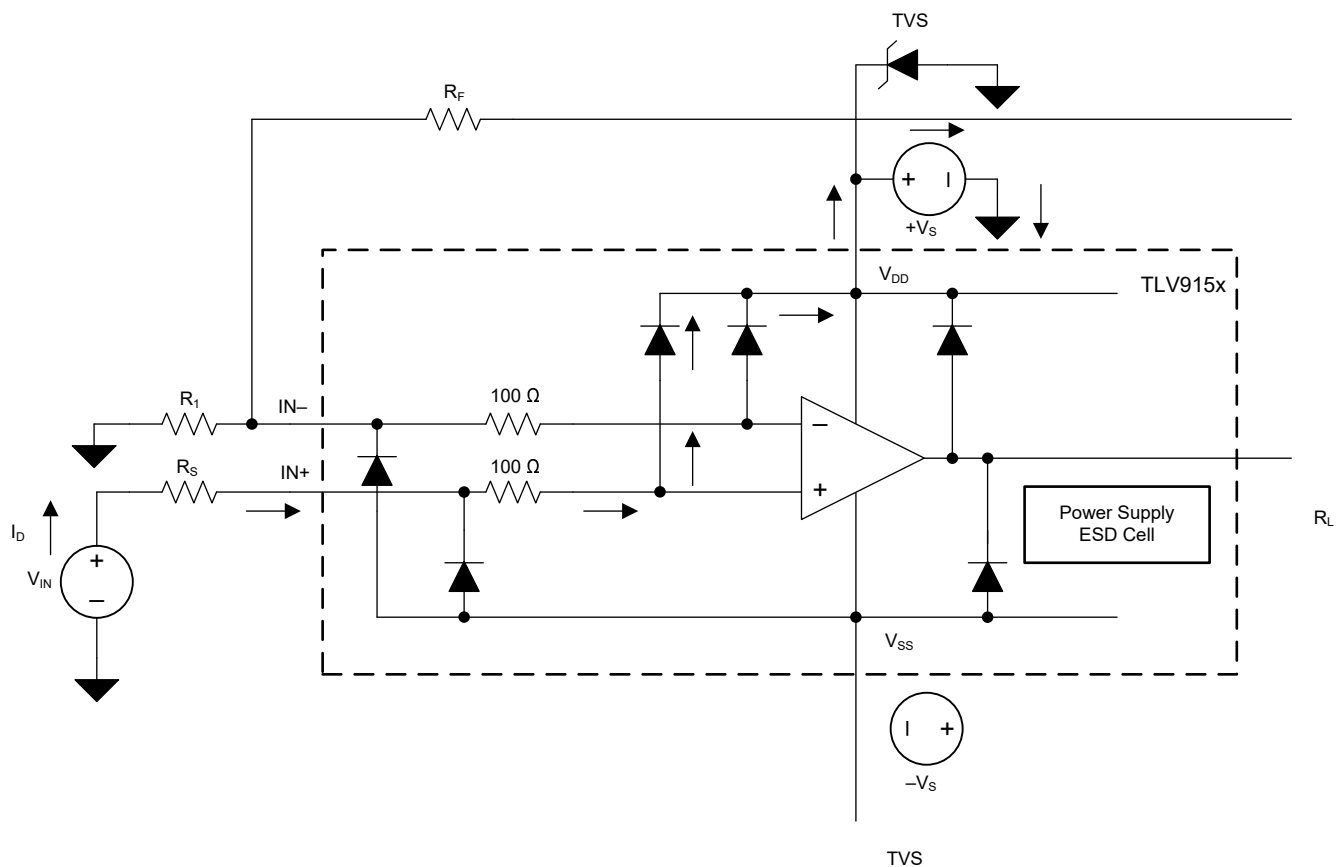 TVS
R_F
+
I
+V_S
V_DD
TLV915x
R_1
IN–
100 Ω
–
R_S
IN+
100 Ω
+
Power Supply
ESD Cell
R_L
I_D
V_IN
+
–
V_SS
I
+
–V_S
TVS